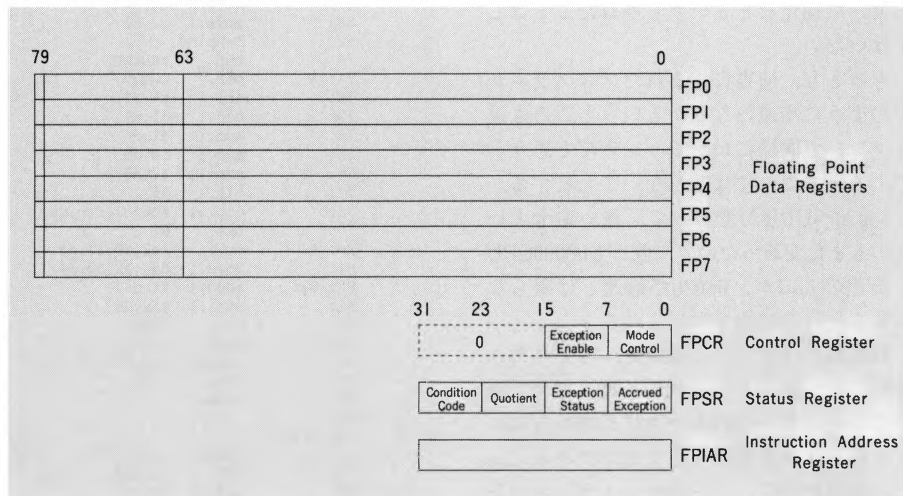 79 63 0
FP0
FP1
FP2
FP3
FP4
FP5
FP6
FP7
Floating Point
Data Registers
31 23 15 7 0
0
Exception
Enable
Mode
Control
FPCR Control Register
Condition
Code
Quotient
Exception
Status
Accrued
Exception
FPSR Status Register
FPIAR
Instruction Address
Register